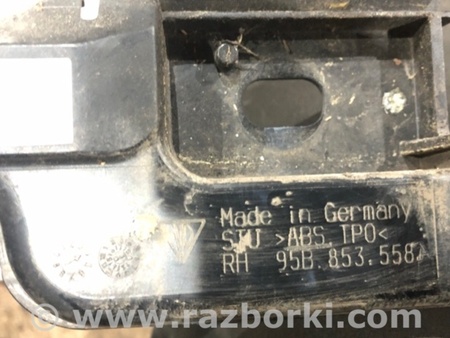 Made in Germany
STU >ABS.TPO<
RH 95B.853.558
www.razborki.com